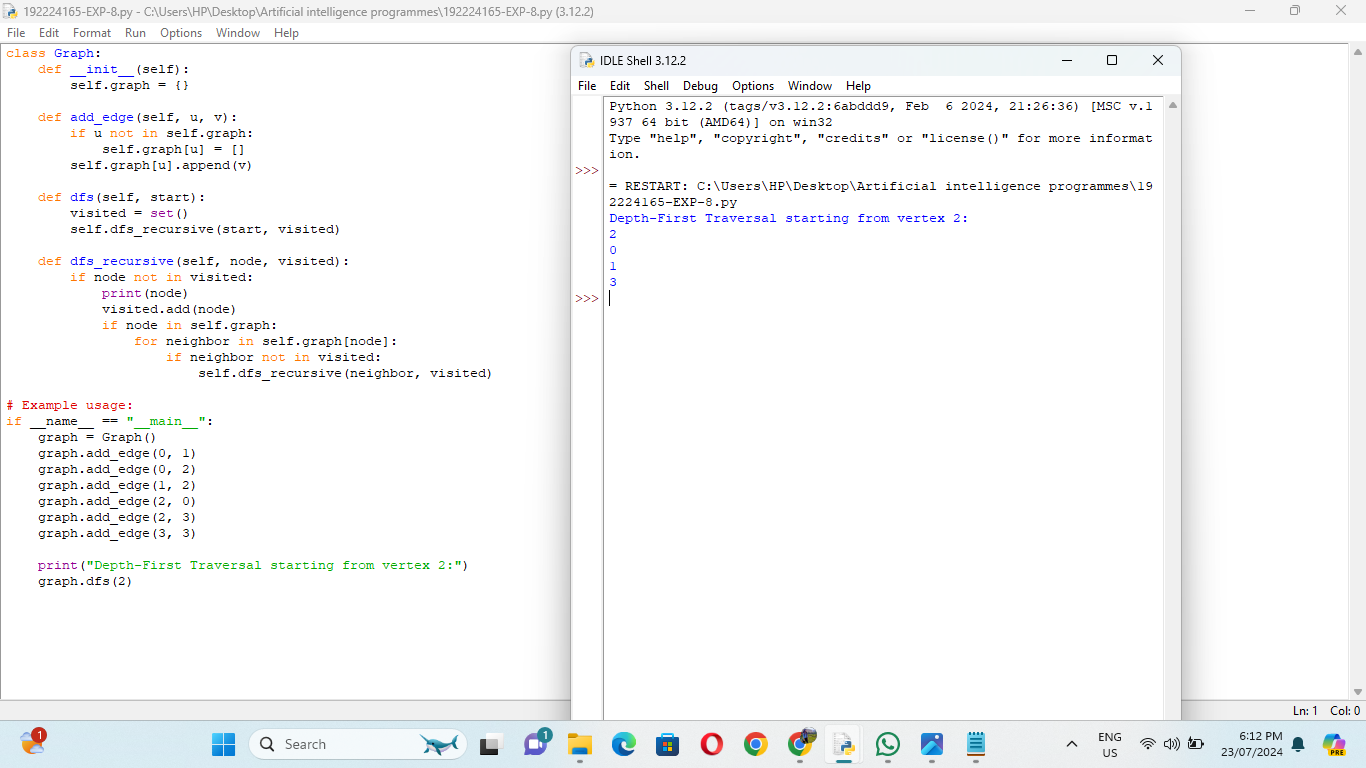 192224165-EXP-8.py - C:\Users\HP\Desktop\Artificial intelligence programmes\192224165-EXP-8.py (3.12.2)
File Edit Format Run Options Window Help
class Graph:
    def __init__(self):
        self.graph = {}

    def add_edge(self, u, v):
        if u not in self.graph:
            self.graph[u] = []
        self.graph[u].append(v)

    def dfs(self, start):
        visited = set()
        self.dfs_recursive(start, visited)

    def dfs_recursive(self, node, visited):
        if node not in visited:
            print(node)
            visited.add(node)
            if node in self.graph:
                for neighbor in self.graph[node]:
                    if neighbor not in visited:
                        self.dfs_recursive(neighbor, visited)

# Example usage:
if __name__ == "__main__":
    graph = Graph()
    graph.add_edge(0, 1)
    graph.add_edge(0, 2)
    graph.add_edge(1, 2)
    graph.add_edge(2, 0)
    graph.add_edge(2, 3)
    graph.add_edge(3, 3)

    print("Depth-First Traversal starting from vertex 2:")
    graph.dfs(2)
IDLE Shell 3.12.2
File Edit Shell Debug Options Window Help
Python 3.12.2 (tags/v3.12.2:6abddd9, Feb  6 2024, 21:26:36) [MSC v.1
937 64 bit (AMD64)] on win32
Type "help", "copyright", "credits" or "license()" for more informat
ion.
>>>
= RESTART: C:\Users\HP\Desktop\Artificial intelligence programmes\19
2224165-EXP-8.py
Depth-First Traversal starting from vertex 2:
2
0
1
3
>>>
Ln: 1 Col: 0
1
Search
1
ENG
US
6:12 PM
23/07/2024
PRE